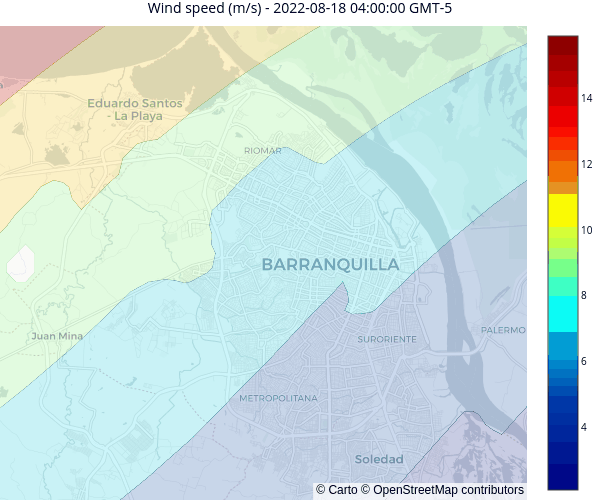 Wind speed (m/s) - 2022-08-18 04:00:00 GMT-5
Eduardo Santos
- La Playa
RIOMAR
BARRANQUILLA
Juan Mina
SURORIENTE
PALERMO
METROPOLITANA
Soledad
© Carto © OpenStreetMap contributors
14
12
10
8
6
4